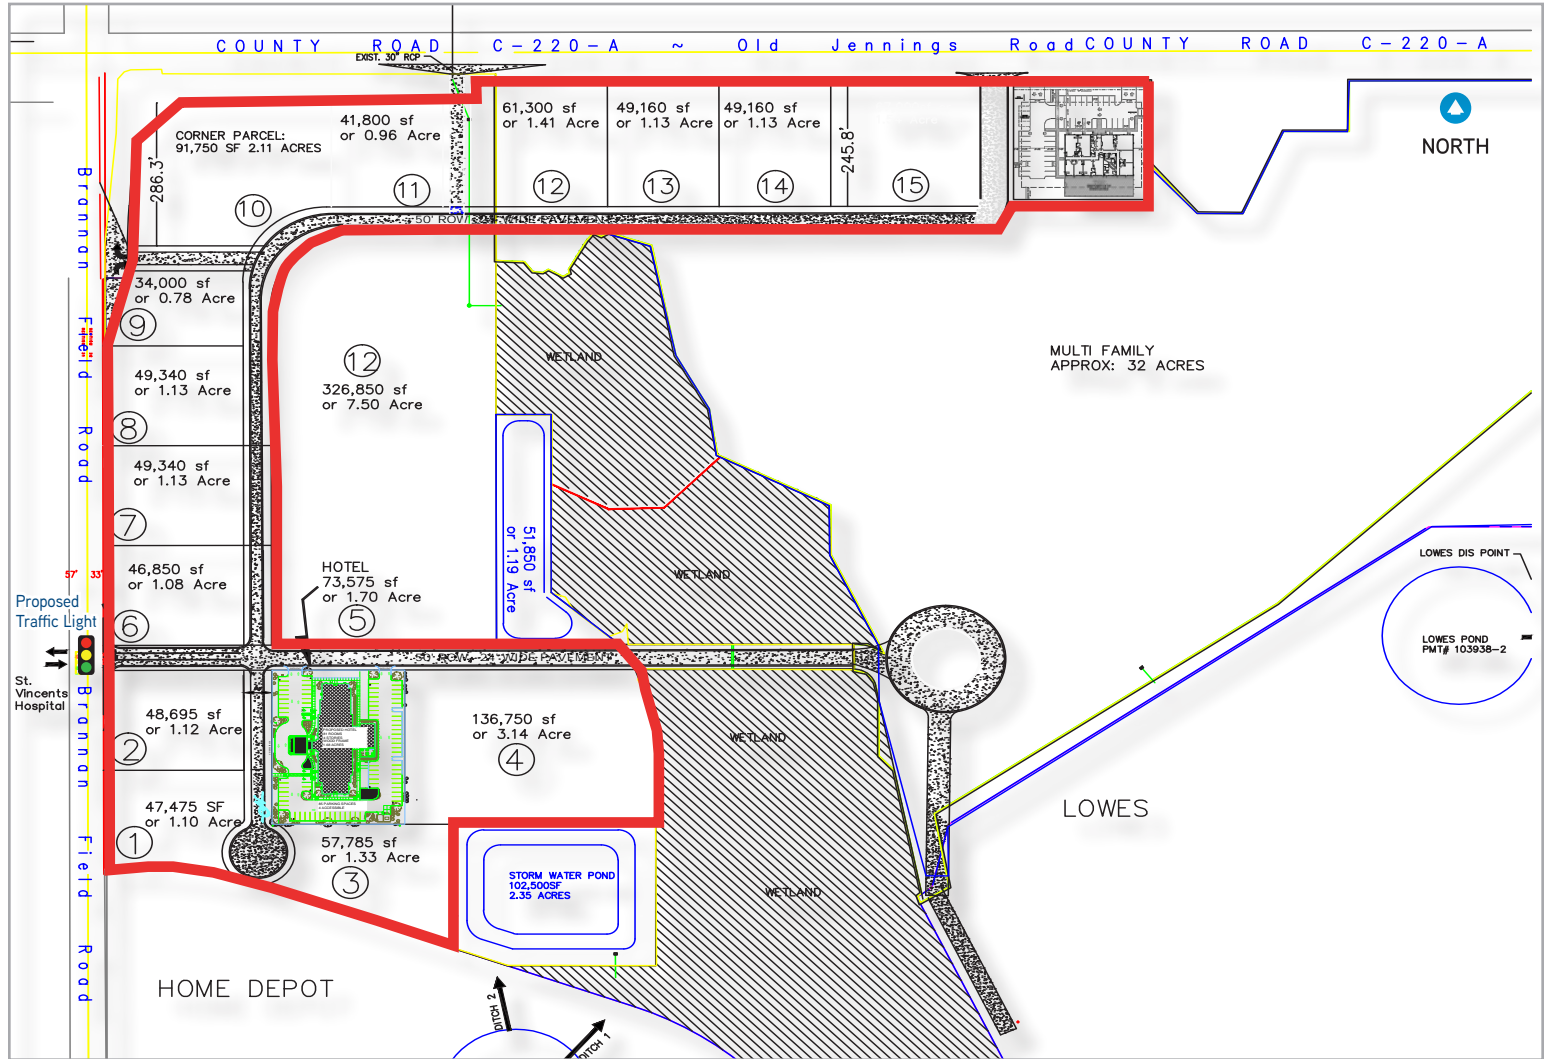 COUNTY ROAD C-220-A ~ Old Jennings Road COUNTY ROAD C-220-A
EXIST. 30" RCP
NORTH
CORNER PARCEL:
91,750 SF 2.11 ACRES
41,800 sf
or 0.96 Acre
61,300 sf
or 1.41 Acre
49,160 sf
or 1.13 Acre
49,160 sf
or 1.13 Acre
286.3'
245.8'
10
11
12
13
14
15
50' ROW/ WIDE PAVEMENT
Brannan Field Road
34,000 sf
or 0.78 Acre
9
49,340 sf
or 1.13 Acre
8
49,340 sf
or 1.13 Acre
7
46,850 sf
or 1.08 Acre
6
12
326,850 sf
or 7.50 Acre
WETLAND
MULTI FAMILY
APPROX: 32 ACRES
51,850 sf
or 1.19 Acre
WETLAND
HOTEL
73,575 sf
or 1.70 Acre
5
57' 33'
Proposed
Traffic Light
St.
Vincents
Hospital
50' ROW, 24' WIDE PAVEMENT
LOWES DIS POINT
LOWES POND
PMT# 103938-2
Brannan Field Road
48,695 sf
or 1.12 Acre
2
47,475 SF
or 1.10 Acre
1
136,750 sf
or 3.14 Acre
4
WETLAND
57,785 sf
or 1.33 Acre
3
STORM WATER POND
102,500SF
2.35 ACRES
WETLAND
LOWES
HOME DEPOT
DITCH 2
DITCH 1